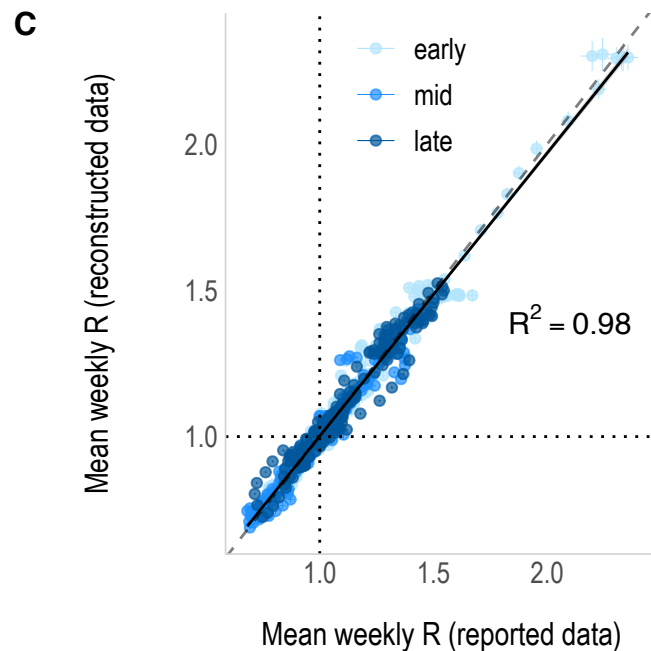 C
early
mid
late
2.0
1.5
1.0
R² = 0.98
1.0
1.5
2.0
Mean weekly R (reconstructed data)
Mean weekly R (reported data)